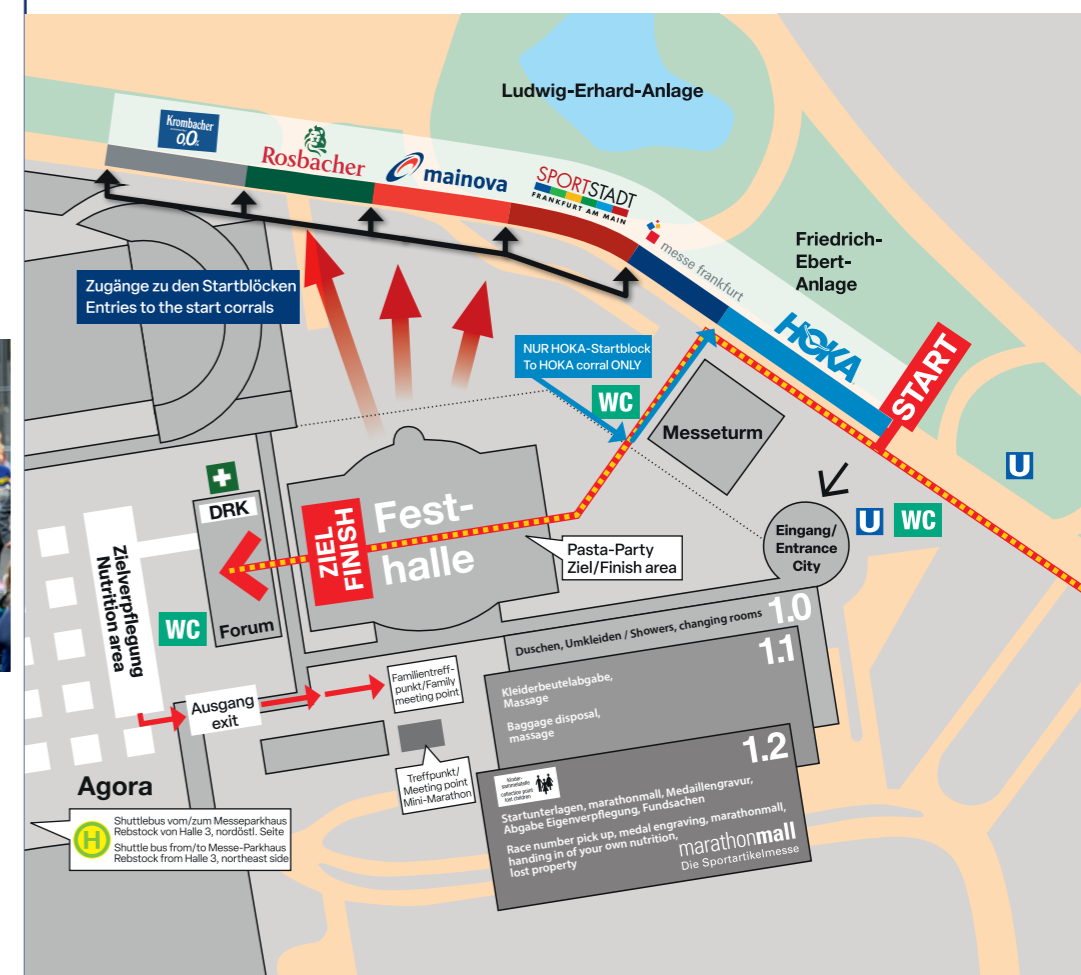 Ludwig-Erhard-Anlage
Krombacher
0,0%
Rosbacher
mainova
SPORTSTADT
FRANKFURT AM MAIN
messe frankfurt
HOKA
START
Friedrich-
Ebert-
Anlage
Zugänge zu den Startblöcken
Entries to the start corrals
NUR HOKA-Startblock
To HOKA corral ONLY
WC
Messeturm
U
U
WC
Eingang/
Entrance
City
DRK
Forum
WC
ZIEL
FINISH
Fest-
halle
Pasta-Party
Ziel/Finish area
Zielverpflegung
Nutrition area
Ausgang
exit
Familientreff-
punkt/Family
meeting point
Treffpunkt/
Meeting point
Mini-Marathon
Duschen, Umkleiden / Showers, changing rooms
1.0
1.1
Kleiderbeutelabgabe,
Massage
Baggage disposal,
massage
1.2
Kinder-
sammelstelle
collection point
lost children
Startunterlagen, marathonmall, Medaillengravur,
Abgabe Eigenverpflegung, Fundsachen
Race number pick up, medal engraving, marathonmall,
handing in of your own nutrition,
lost property
marathonmall
Die Sportartikelmesse
Agora
H
Shuttlebus vom/zum Messeparkhaus
Rebstock von Halle 3, nordöstl. Seite
Shuttle bus from/to Messe-Parkhaus
Rebstock from Halle 3, northeast side